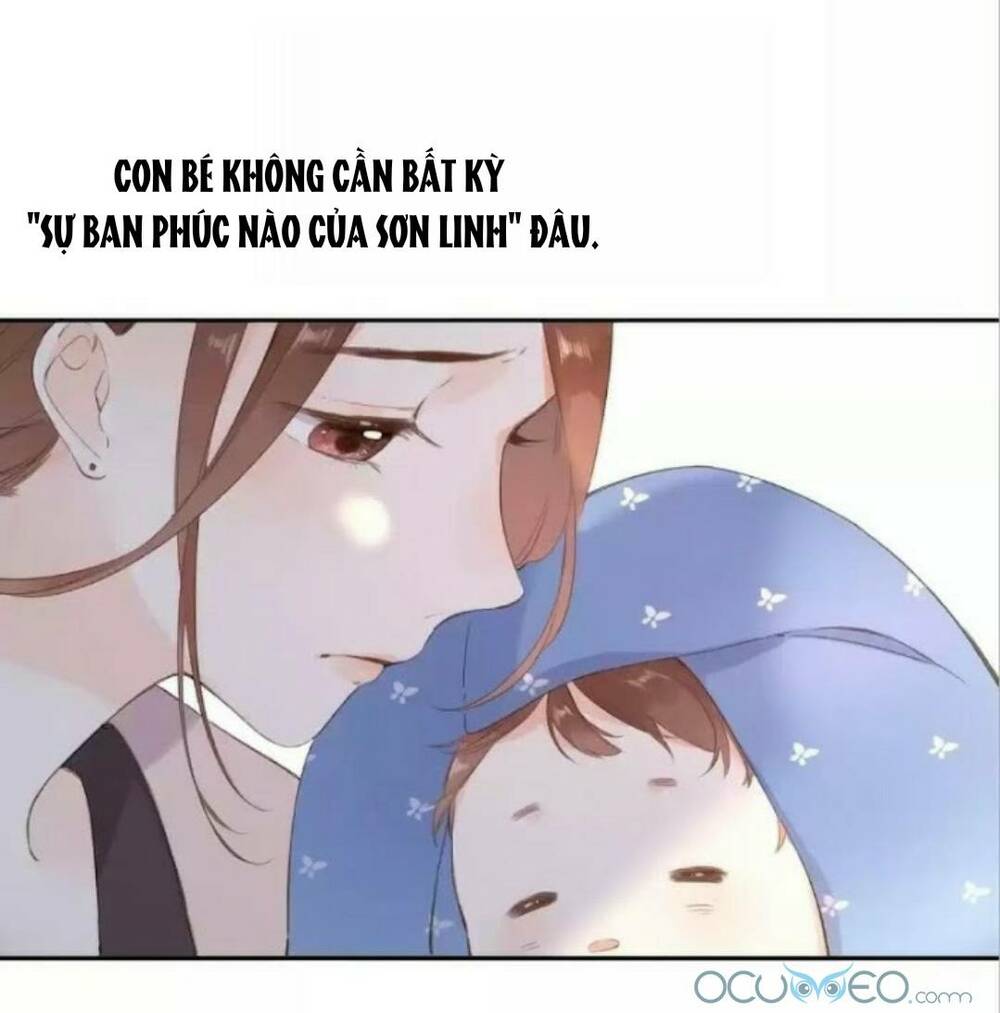 CON BÉ KHÔNG CẦN BẤT KỲ
"SỰ BAN PHÚC NÀO CỦA SƠN LINH" ĐÂU.
OCUMEO.com